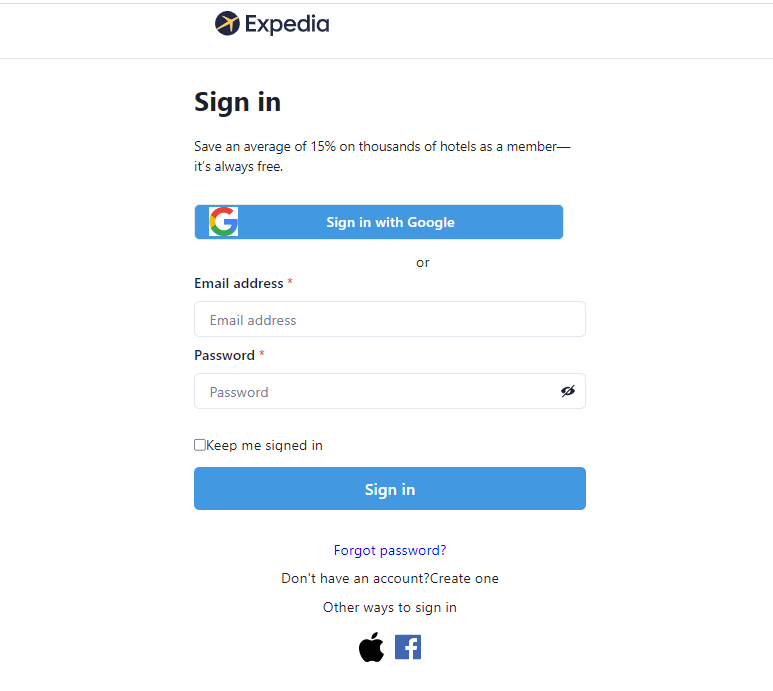 Expedia
Sign in
Save an average of 15% on thousands of hotels as a member—
it's always free.
Sign in with Google
or
Email address *
Email address
Password *
Password
Keep me signed in
Sign in
Forgot password?
Don't have an account?Create one
Other ways to sign in